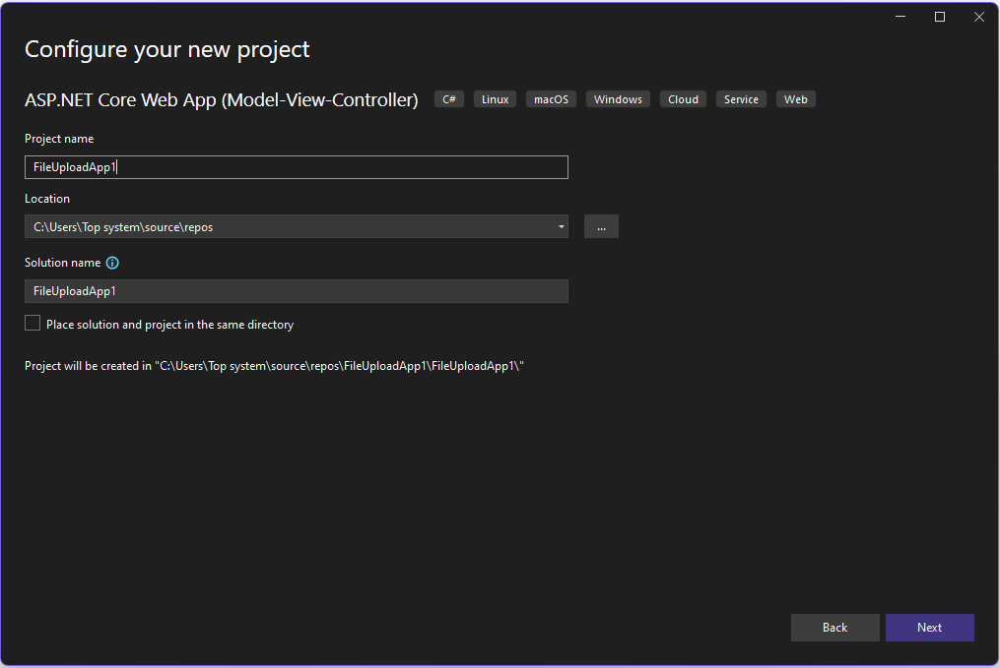 Configure your new project
ASP.NET Core Web App (Model-View-Controller) C# Linux macOS Windows Cloud Service Web
Project name
FileUploadApp1
Location
C:\Users\Top system\source\repos
...
Solution name
FileUploadApp1
Place solution and project in the same directory
Project will be created in "C:\Users\Top system\source\repos\FileUploadApp1\FileUploadApp1\"
Back Next